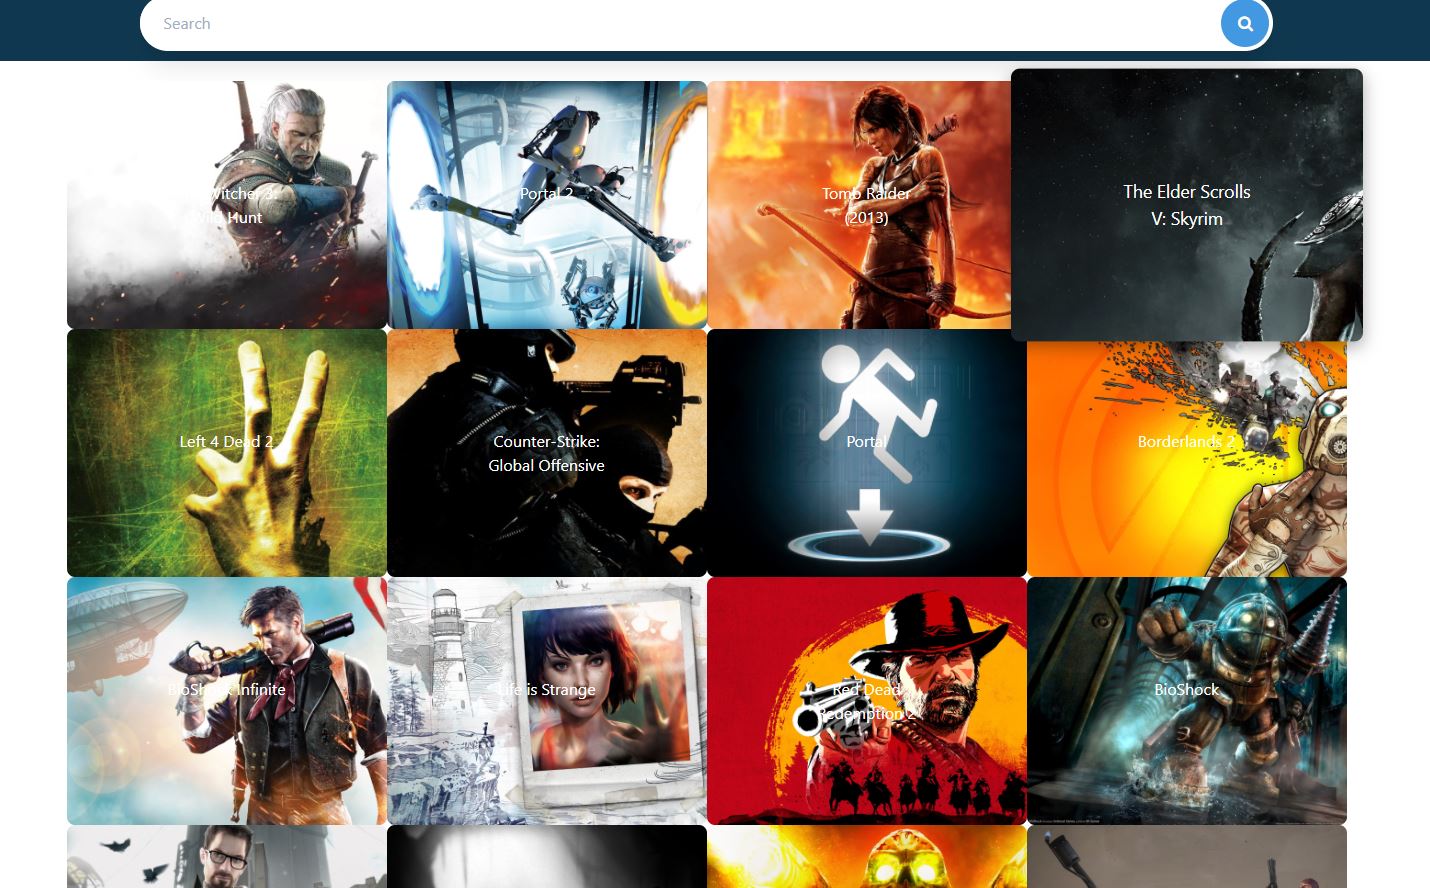 Search
Witcher 3:
Wild Hunt
Portal 2
Tomb Raider
(2013)
The Elder Scrolls
V: Skyrim
Left 4 Dead 2
Counter-Strike:
Global Offensive
Portal
Borderlands 2
BioShock Infinite
Life is Strange
Red Dead
Redemption 2
BioShock